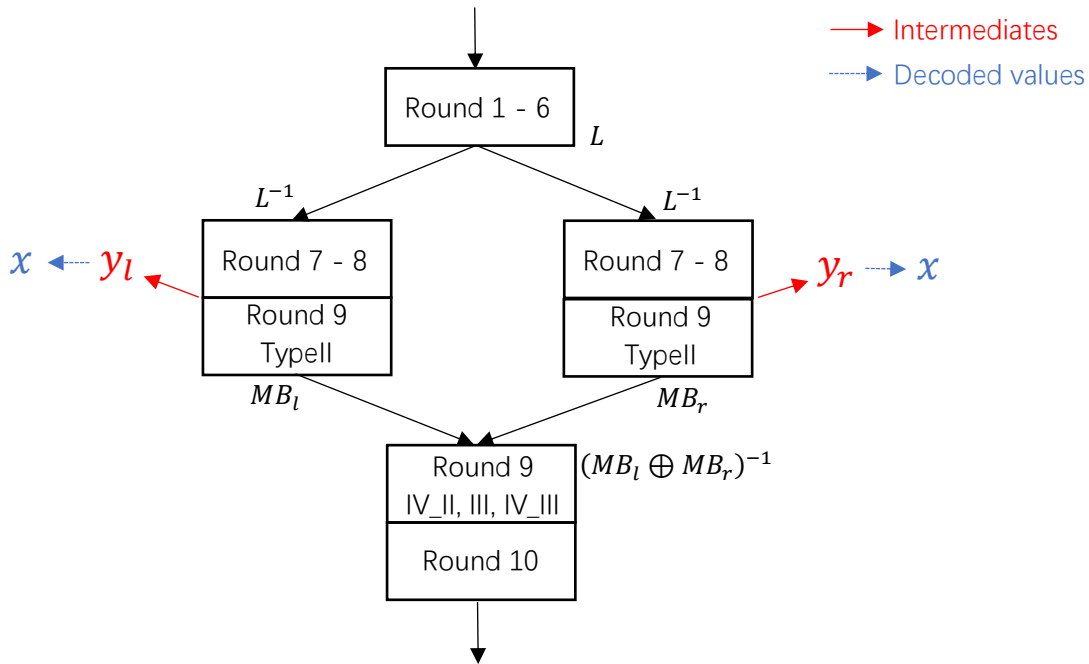 Intermediates
Decoded values
Round 1 - 6
L
L⁻¹
L⁻¹
Round 7 - 8
Round 7 - 8
x
y_l
y_r
x
Round 9
TypeII
Round 9
TypeII
MB_l
MB_r
Round 9
IV_II, III, IV_III
(MB_l ⊕ MB_r)⁻¹
Round 10